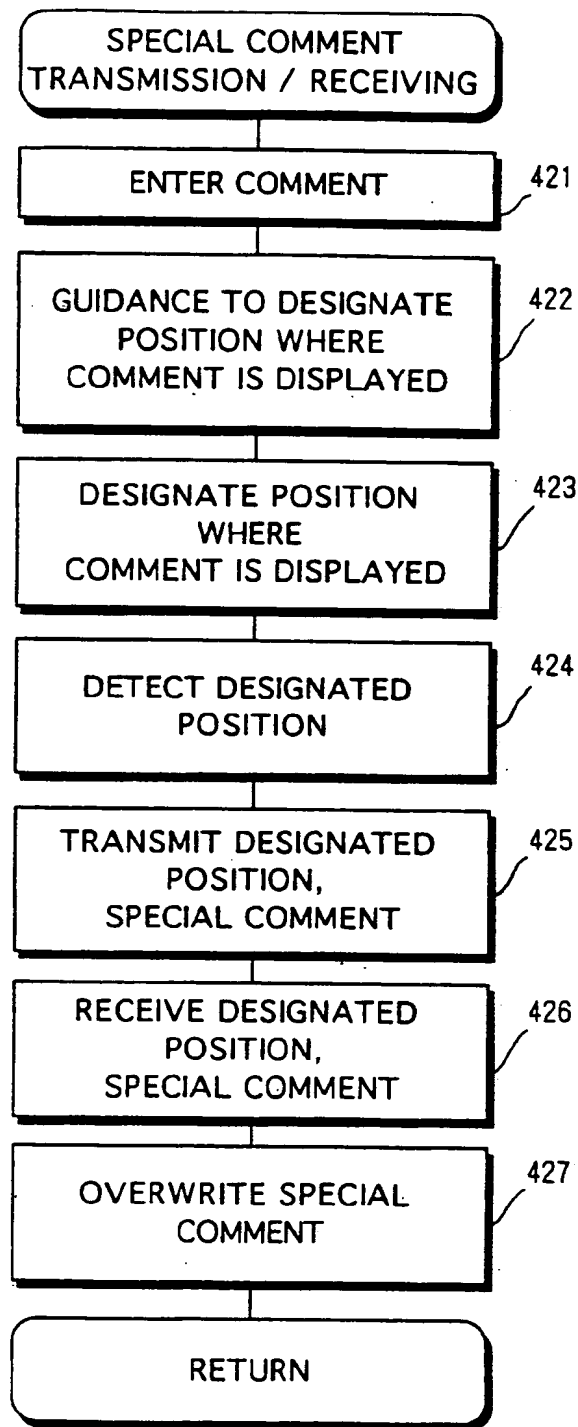 SPECIAL COMMENT
TRANSMISSION / RECEIVING
ENTER COMMENT
421
GUIDANCE TO DESIGNATE
POSITION WHERE
COMMENT IS DISPLAYED
422
DESIGNATE POSITION
WHERE
COMMENT IS DISPLAYED
423
DETECT DESIGNATED
POSITION
424
TRANSMIT DESIGNATED
POSITION,
SPECIAL COMMENT
425
RECEIVE DESIGNATED
POSITION,
SPECIAL COMMENT
426
OVERWRITE SPECIAL
COMMENT
427
RETURN